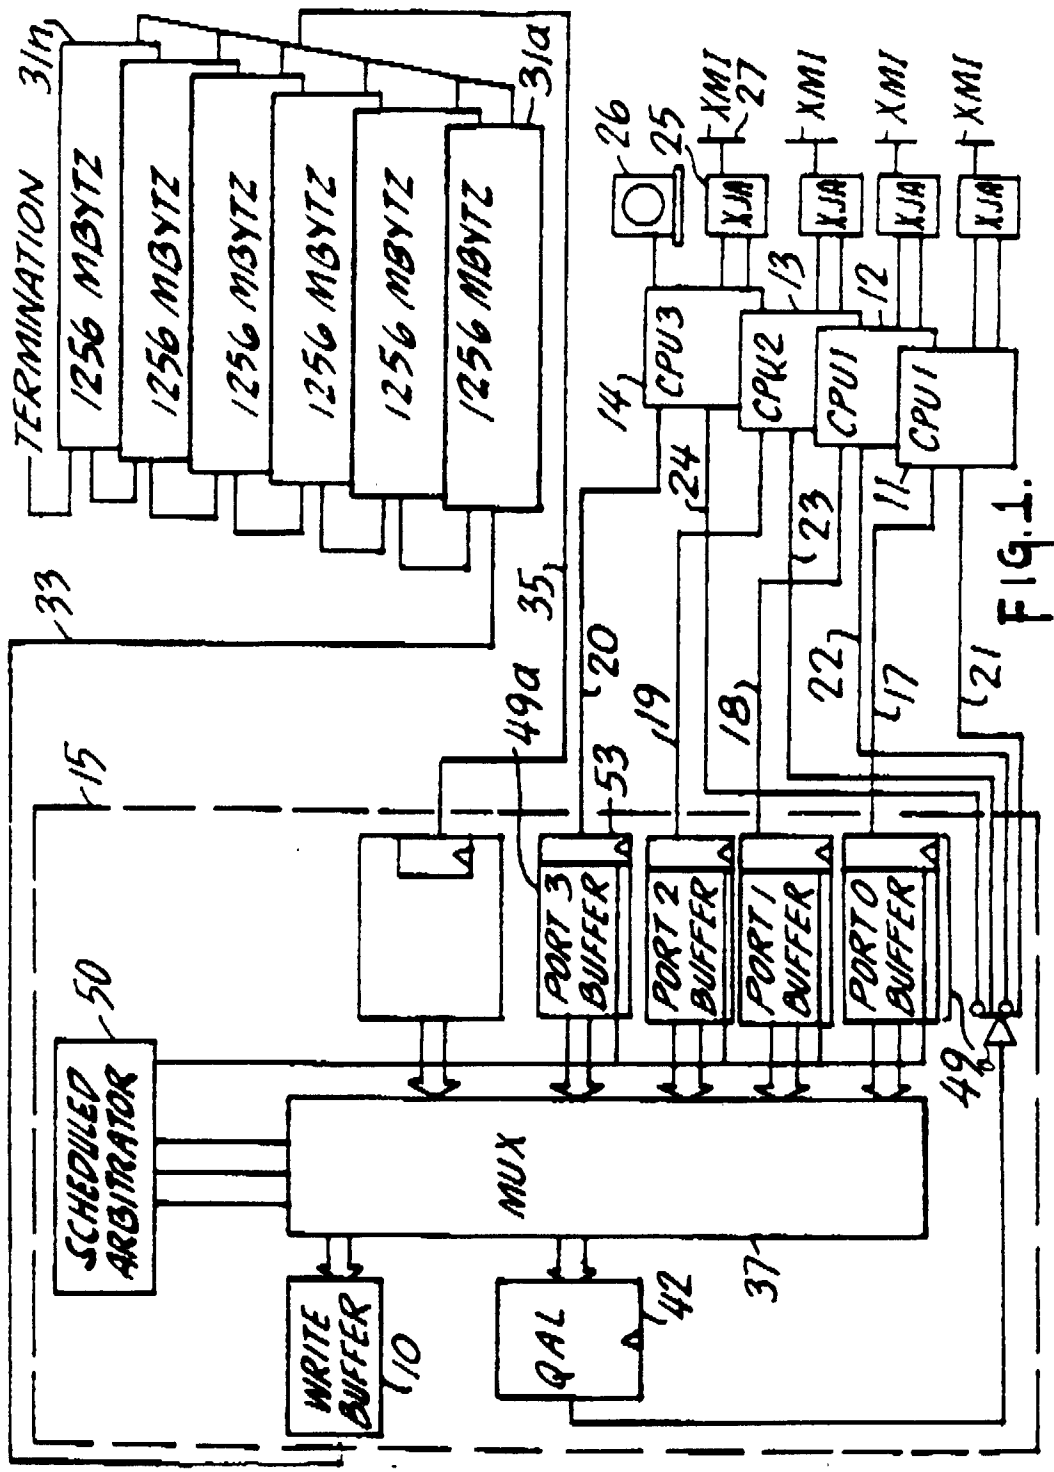 TERMINATION
31n
1256 MBYTZ
1256 MBYTZ
1256 MBYTZ
1256 MBYTZ
1256 MBYTZ
1256 MBYTZ
31a
33
35
15
50
SCHEDULED
ARBITRATOR
WRITE
BUFFER
10
MUX
37
QAL
42
49a
53
PORT 3
BUFFER
PORT 2
BUFFER
PORT 1
BUFFER
PORT 0
BUFFER
49
20
19
18
17
24
23
22
21
14
CPU3
13
CPU2
12
CPU1
11
CPU1
26
25
XJA
XMI
27
XJA
XMI
XJA
XMI
XJA
XMI
FIG. 1.